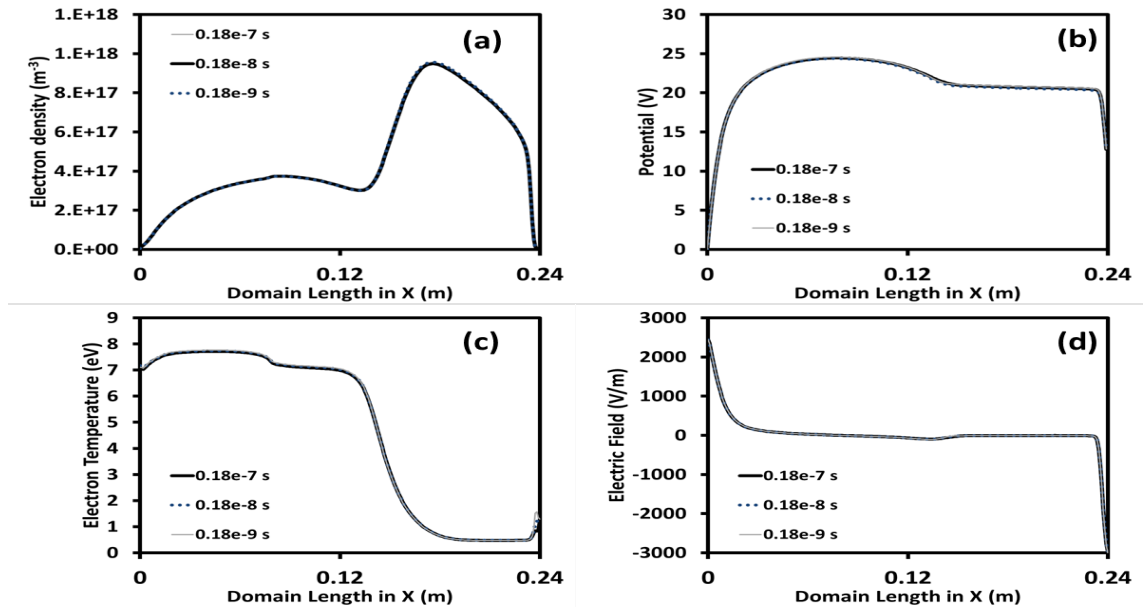 (a)
Electron density (m⁻³)
1.E+18
1.E+18
8.E+17
6.E+17
4.E+17
2.E+17
0.E+00
0.18e-7 s
0.18e-8 s
0.18e-9 s
0 0.12 0.24
Domain Length in X (m)
(b)
Potential (V)
30
25
20
15
10
5
0
0.18e-7 s
0.18e-8 s
0.18e-9 s
0 0.12 0.24
Domain Length in X (m)
(c)
Electron Temperature (eV)
9
8
7
6
5
4
3
2
1
0
0.18e-7 s
0.18e-8 s
0.18e-9 s
0 0.12 0.24
Domain Length in X (m)
(d)
Electric Field (V/m)
3000
2000
1000
0
-1000
-2000
-3000
0.18e-7 s
0.18e-8 s
0.18e-9 s
0 0.12 0.24
Domain Length in X (m)